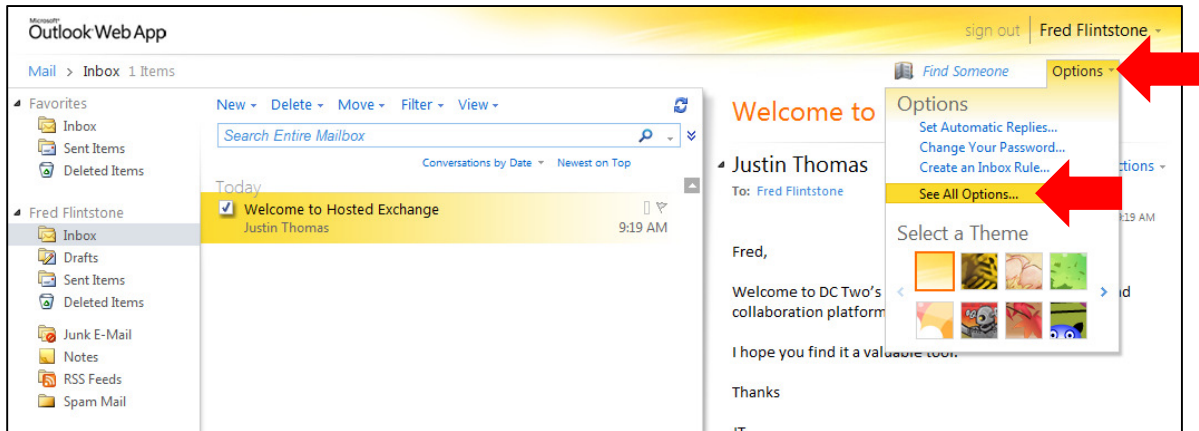 Microsoft®
Outlook Web App
sign out Fred Flintstone
Mail > Inbox 1 Items
Find Someone Options
Favorites
Inbox
Sent Items
Deleted Items
Fred Flintstone
Inbox
Drafts
Sent Items
Deleted Items
Junk E-Mail
Notes
RSS Feeds
Spam Mail
New Delete Move Filter View
Search Entire Mailbox
Conversations by Date Newest on Top
Today
Welcome to Hosted Exchange
Justin Thomas 9:19 AM
Welcome to
Justin Thomas
To: Fred Flintstone
Fred,
Welcome to DC Two's
collaboration platform
I hope you find it a valuable tool.
Thanks
Options
Set Automatic Replies...
Change Your Password...
Create an Inbox Rule...
See All Options...
Select a Theme